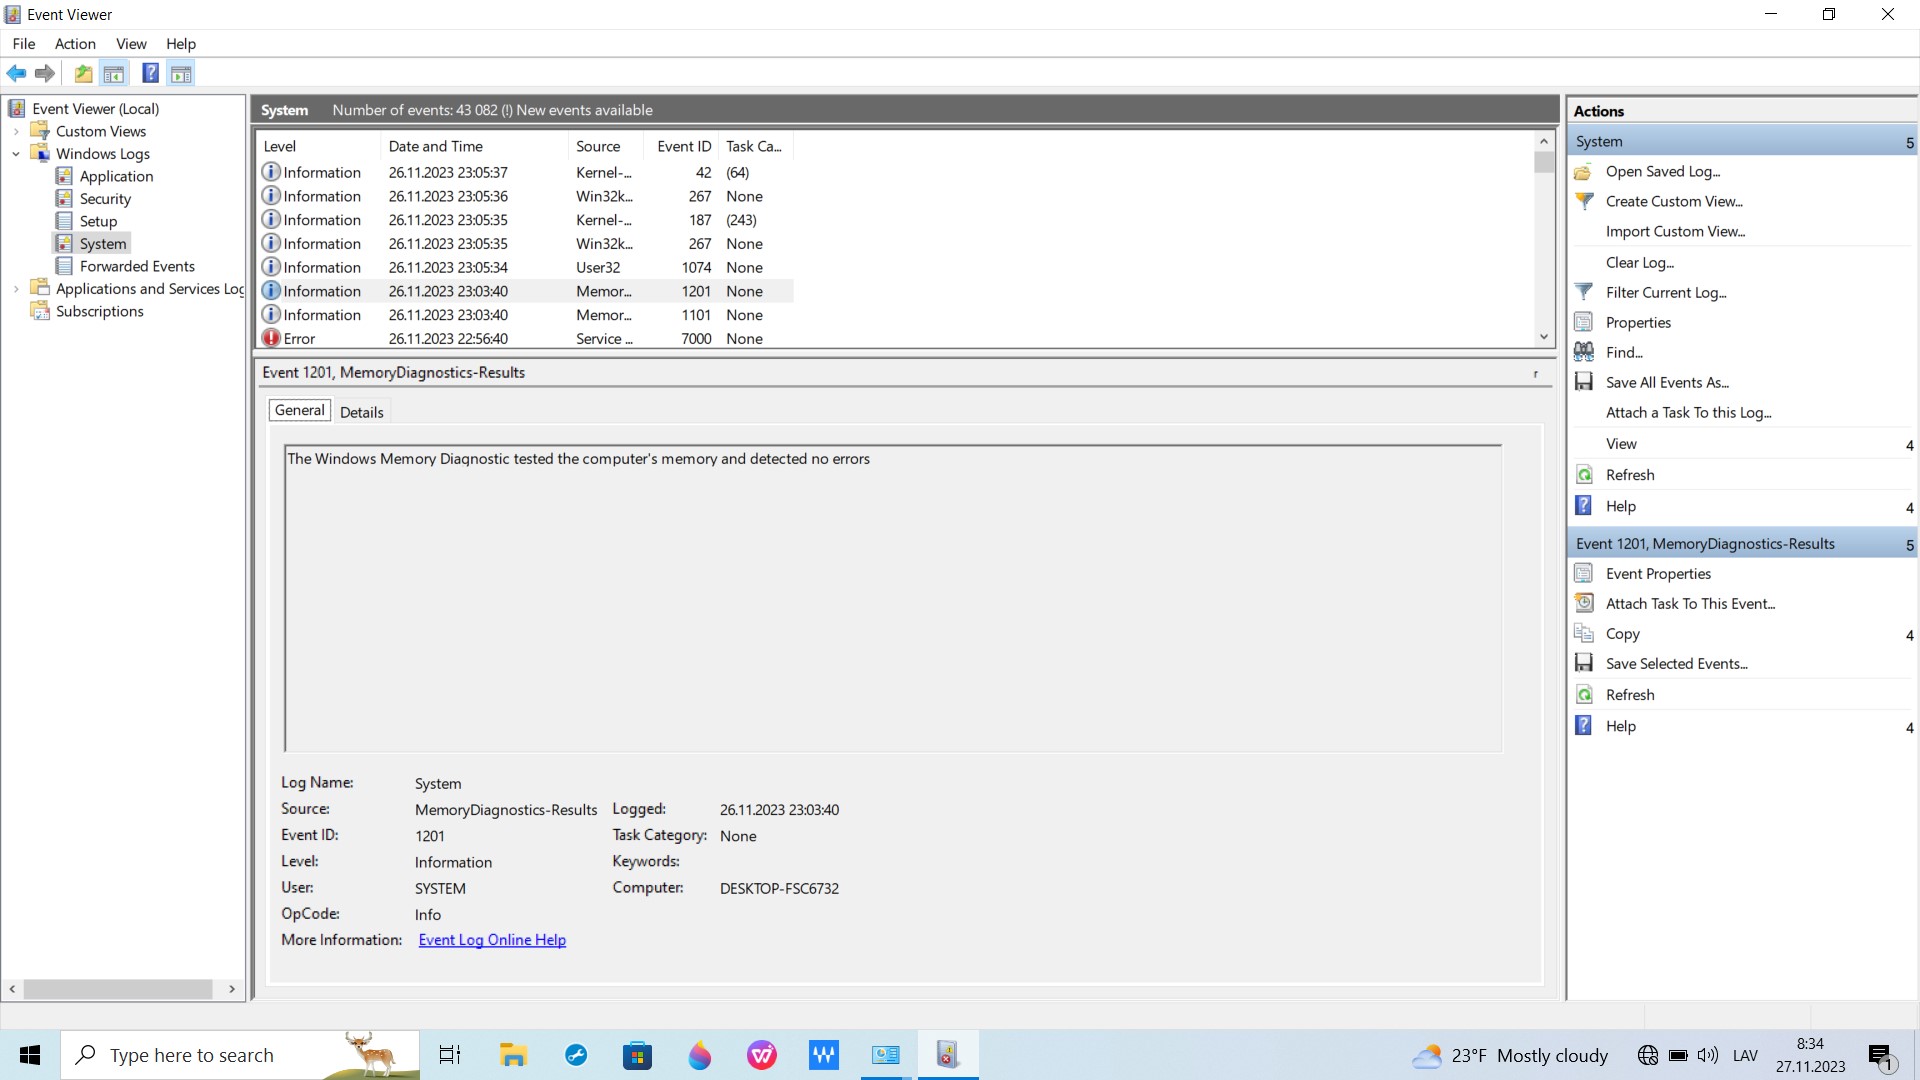 Event Viewer
File Action View Help
Event Viewer (Local)
Custom Views
Windows Logs
Application
Security
Setup
System
Forwarded Events
Applications and Services Log
Subscriptions
System Number of events: 43 082 (!) New events available
Level Date and Time Source Event ID Task Ca...
Information 26.11.2023 23:05:37 Kernel-... 42 (64)
Information 26.11.2023 23:05:36 Win32k... 267 None
Information 26.11.2023 23:05:35 Kernel-... 187 (243)
Information 26.11.2023 23:05:35 Win32k... 267 None
Information 26.11.2023 23:05:34 User32 1074 None
Information 26.11.2023 23:03:40 Memor... 1201 None
Information 26.11.2023 23:03:40 Memor... 1101 None
Error 26.11.2023 22:56:40 Service ... 7000 None
Event 1201, MemoryDiagnostics-Results
General Details
The Windows Memory Diagnostic tested the computer's memory and detected no errors
Log Name: System
Source: MemoryDiagnostics-Results Logged: 26.11.2023 23:03:40
Event ID: 1201 Task Category: None
Level: Information Keywords:
User: SYSTEM Computer: DESKTOP-FSC6732
OpCode: Info
More Information: Event Log Online Help
Actions
System
Open Saved Log...
Create Custom View...
Import Custom View...
Clear Log...
Filter Current Log...
Properties
Find...
Save All Events As...
Attach a Task To this Log...
View
Refresh
Help
Event 1201, MemoryDiagnostics-Results
Event Properties
Attach Task To This Event...
Copy
Save Selected Events...
Refresh
Help
Type here to search
23°F Mostly cloudy LAV
8:34
27.11.2023
1